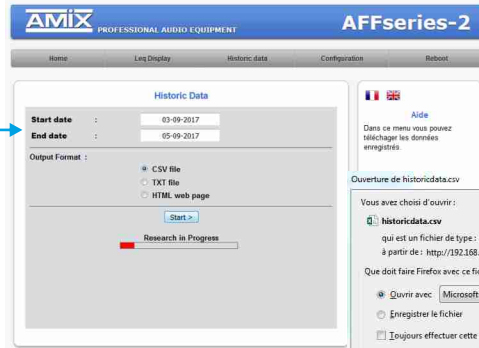 AMIX PROFESSIONAL AUDIO EQUIPMENT
AFFseries-2
Home Leq Display Historic data Configuration Reboot
Historic Data
Start date : 03-09-2017
End date : 05-09-2017
Output Format :
CSV file
TXT file
HTML web page
Start >
Research in Progress
Aide
Dans ce menu vous pouvez
téléchager les données
enregistrés.
Ouverture de historicdata.csv
Vous avez choisi d'ouvrir :
historicdata.csv
qui est un fichier de type :
à partir de : http://192.168.
Que doit faire Firefox avec ce fic
Ouvrir avec Microsoft
Enregistrer le fichier
Toujours effectuer cette